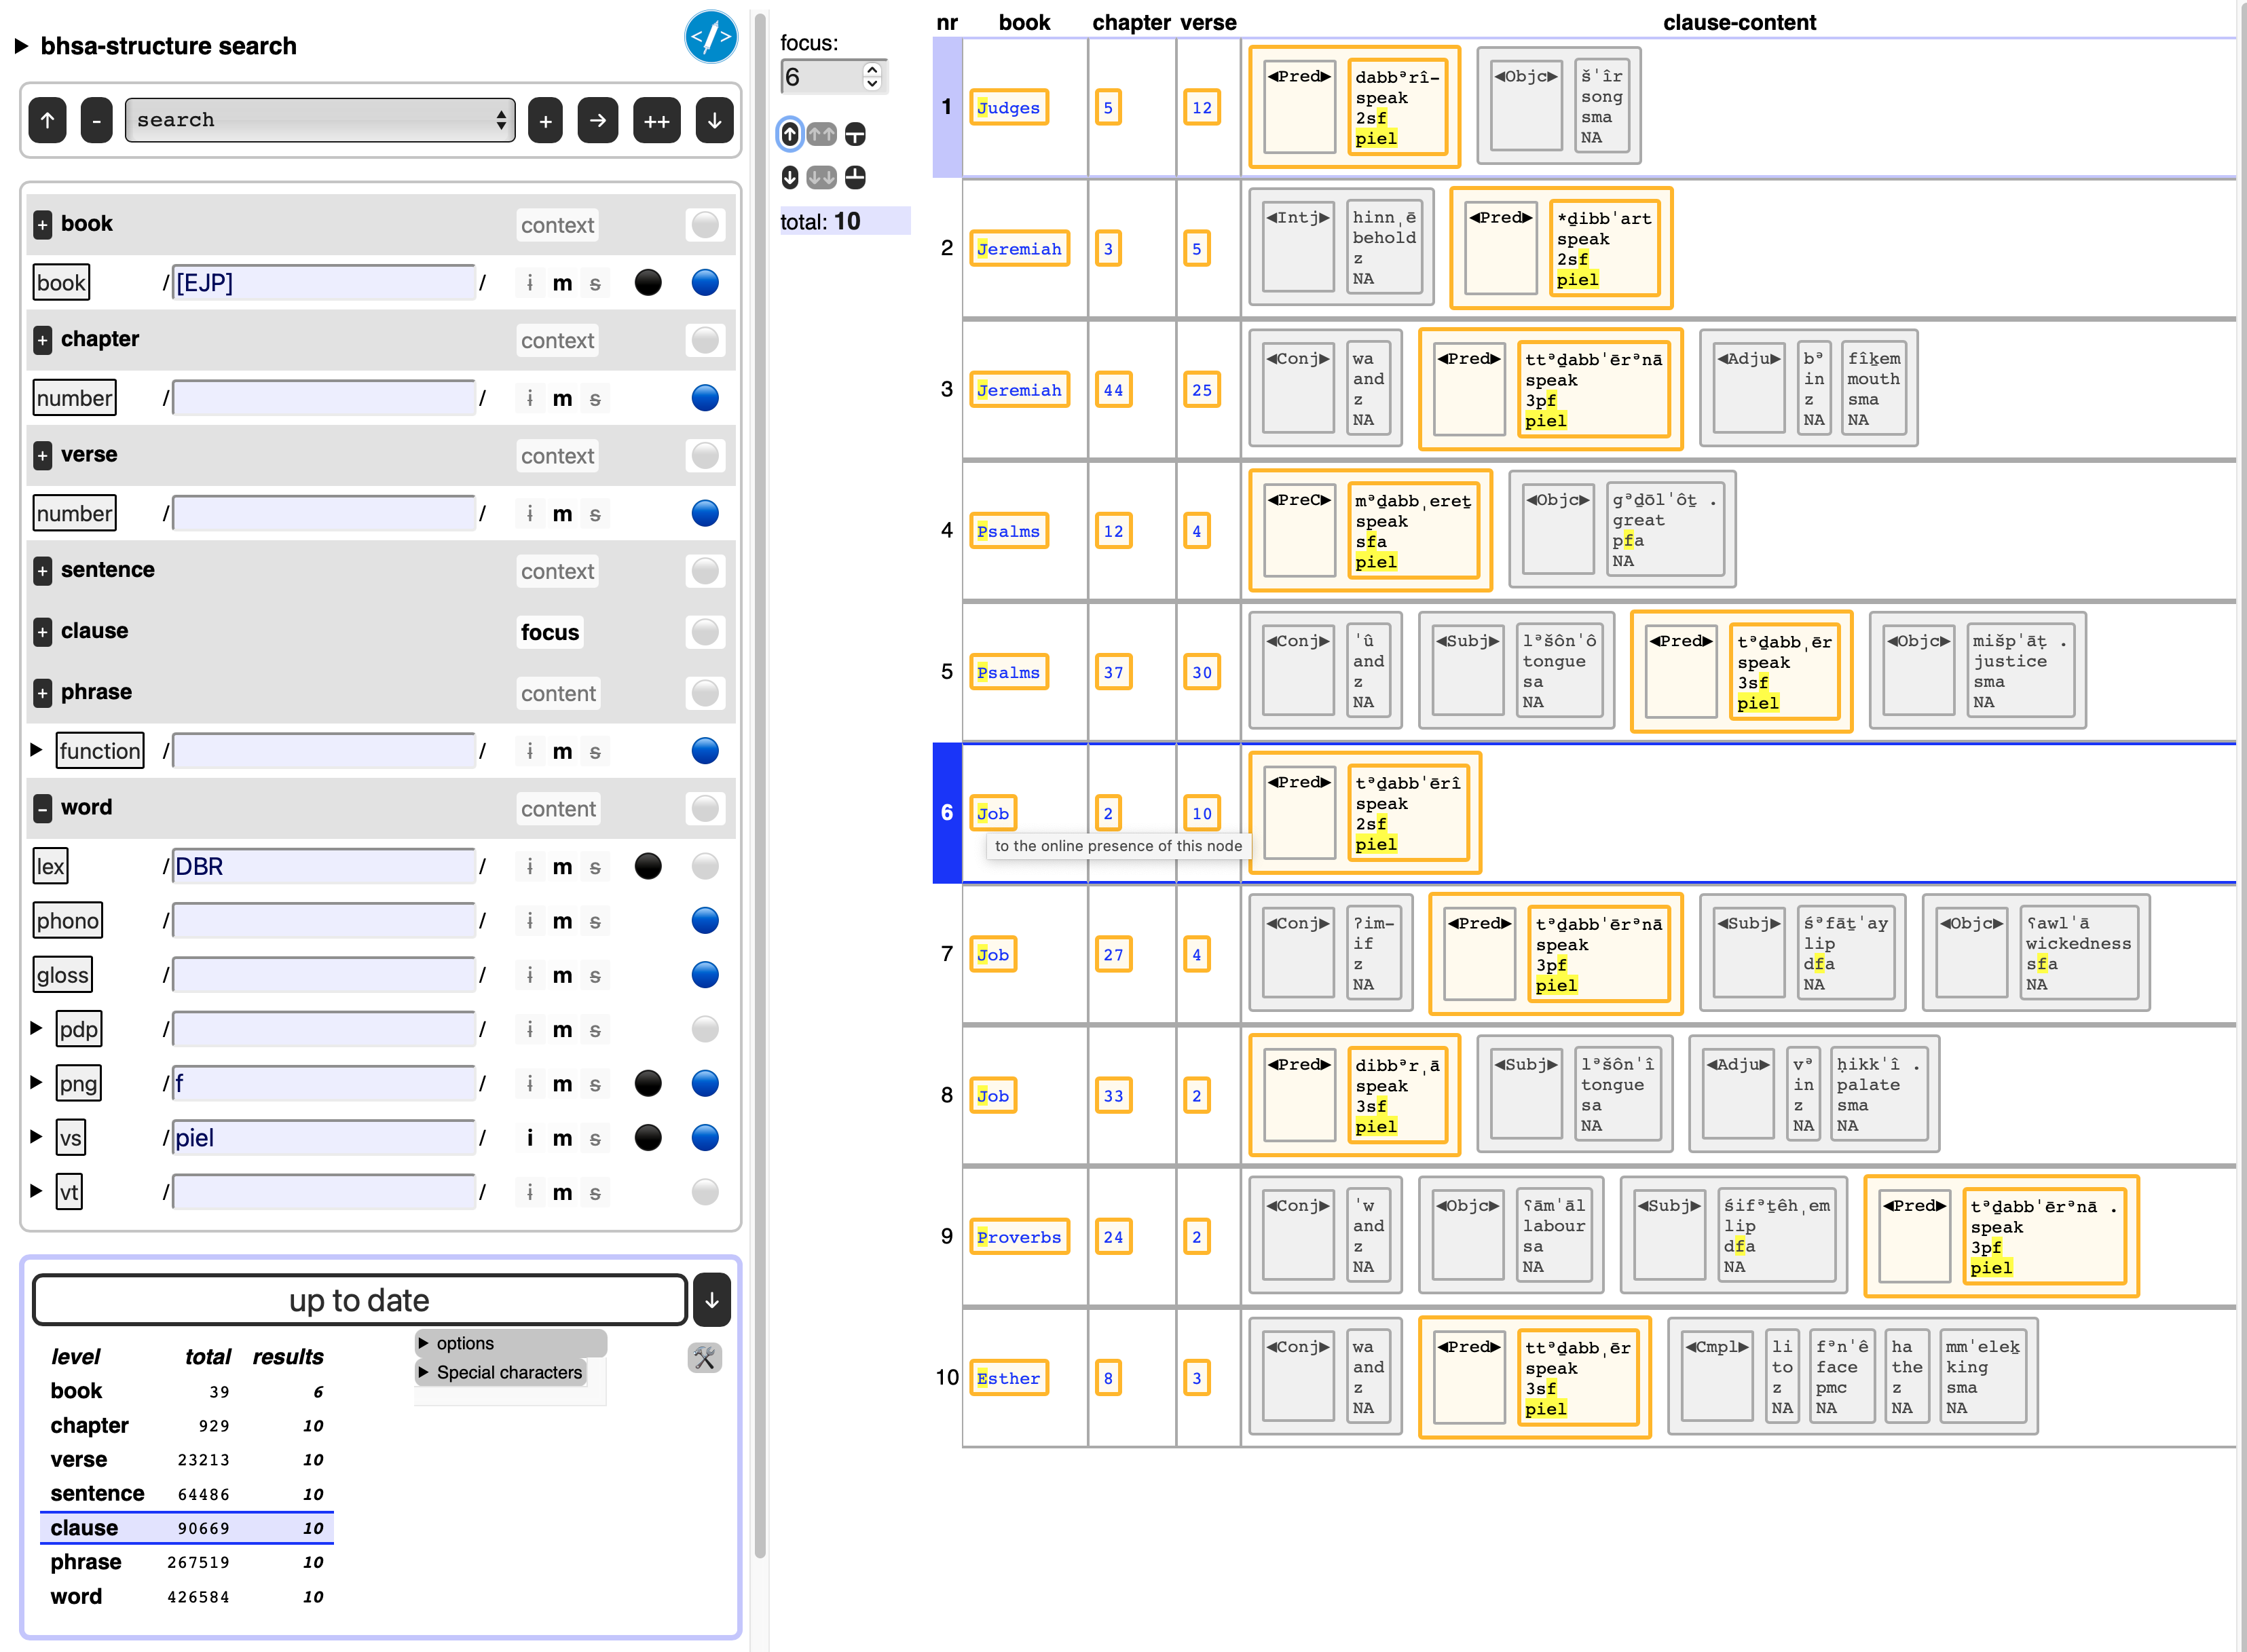 ▶ bhsa-structure search
</>
↑ - search + → ++ ↓
+ book context
book / [EJP] / i m s
+ chapter context
number / / i m s
+ verse context
number / / i m s
+ sentence context
+ clause focus
+ phrase content
▶ function / / i m s
- word content
lex / DBR / i m s
phono / / i m s
gloss / / i m s
▶ pdp / / i m s
▶ png / f / i m s
▶ vs / piel / i m s
▶ vt / / i m s
up to date ↓
▶ options
▶ Special characters
level total results
book 39 6
chapter 929 10
verse 23213 10
sentence 64486 10
clause 90669 10
phrase 267519 10
word 426584 10
focus:
6
↑ ↑↑
↓ ↓↓
total: 10
nr book chapter verse clause-content
1 Judges 5 12
◀Pred▶ dabbᵊrî- ◀Objc▶ šˈîr
speak song
2sf sma
piel NA
2 Jeremiah 3 5
◀Intj▶ hinnˌē ◀Pred▶ *ḏibbˈart
behold speak
z 2sf
NA piel
3 Jeremiah 44 25
◀Conj▶ wa ◀Pred▶ ttᵊḏabbˈērᵊnā ◀Adju▶ bᵊ fîḵem
and speak in mouth
z 3pf z sma
NA piel NA NA
4 Psalms 12 4
◀PreC▶ mᵊḏabbˌereṯ ◀Objc▶ gᵊḏōlˈôṯ .
speak great
sfa pfa
piel NA
5 Psalms 37 30
◀Conj▶ ˈû ◀Subj▶ lᵊšônˈô ◀Pred▶ tᵊḏabbˌēr ◀Objc▶ mišpˈāṭ .
and tongue speak justice
z sa 3sf sma
NA NA piel NA
6 Job 2 10
◀Pred▶ tᵊḏabbˈērî
speak
2sf
piel
to the online presence of this node
7 Job 27 4
◀Conj▶ ʔim- ◀Pred▶ tᵊḏabbˈērᵊnā ◀Subj▶ śᵊfāṯˈay ◀Objc▶ ʕawlˈā
if speak lip wickedness
z 3pf dfa sfa
NA piel NA NA
8 Job 33 2
◀Pred▶ dibbᵊrˌā ◀Subj▶ lᵊšônˈî ◀Adju▶ vᵊ ḥikkˈî .
speak tongue in palate
3sf sa z sma
piel NA NA NA
9 Proverbs 24 2
◀Conj▶ ˈw ◀Objc▶ ʕāmˈāl ◀Subj▶ śifᵊṯêhˌem ◀Pred▶ tᵊḏabbˈērᵊnā .
and labour lip speak
z sa dfa 3pf
NA NA NA piel
10 Esther 8 3
◀Conj▶ wa ◀Pred▶ ttᵊḏabbˌēr ◀Cmpl▶ li fᵊnˈê ha mmˈeleḵ
and speak to face the king
z 3sf z pmc z sma
NA piel NA NA NA NA